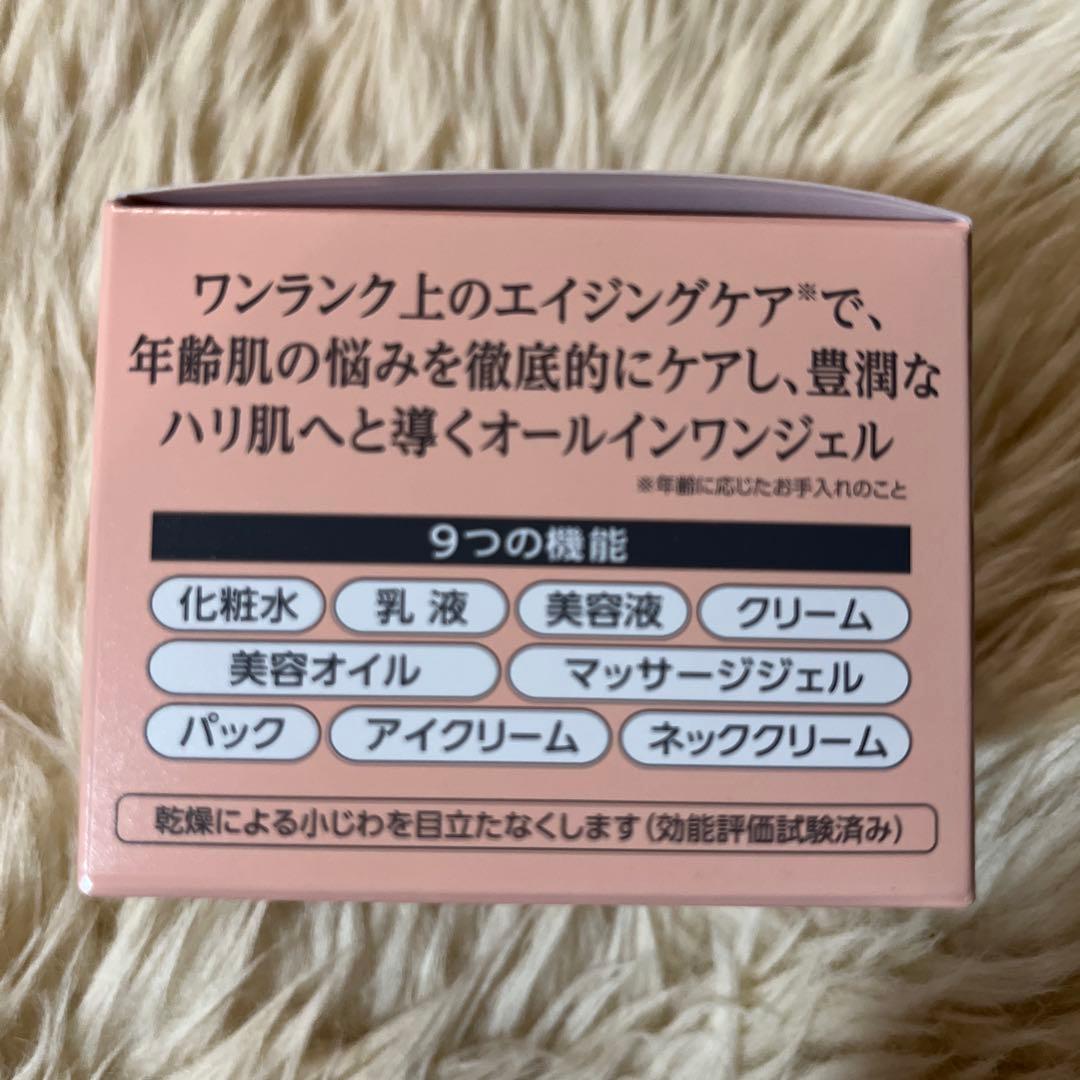 ワンランク上のエイジングケア※で、
年齢肌の悩みを徹底的にケアし、豊潤な
ハリ肌へと導くオールインワンジェル
※年齢に応じたお手入れのこと
9つの機能
化粧水 乳液 美容液 クリーム
美容オイル マッサージジェル
パック アイクリーム ネッククリーム
乾燥による小じわを目立たなくします(効能評価試験済み)